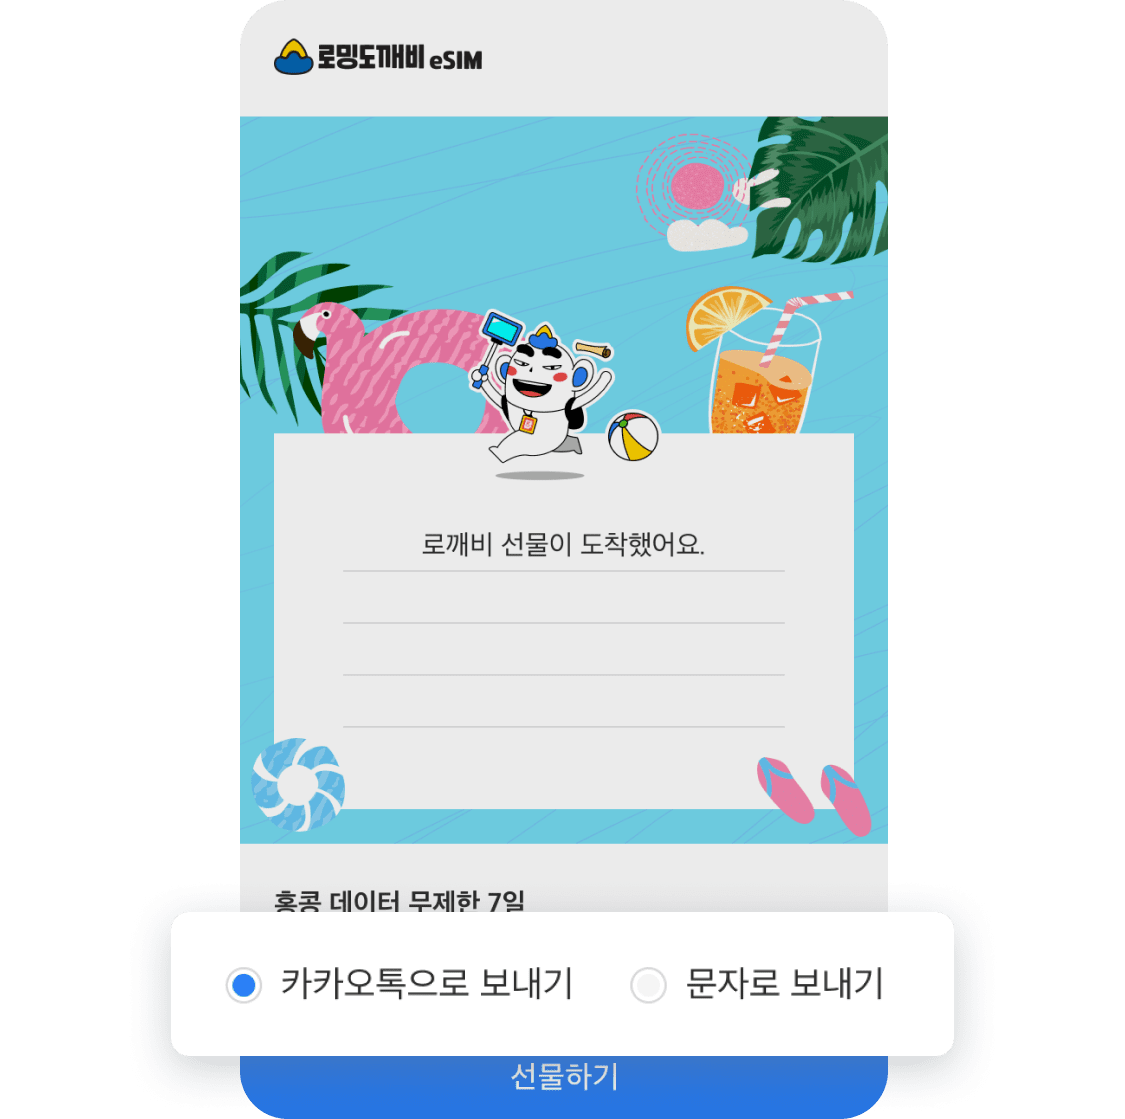 로밍도깨비 eSIM
로깨비 선물이 도착했어요.
홍콩 데이터 무제한 7일
카카오톡으로 보내기
문자로 보내기
선물하기